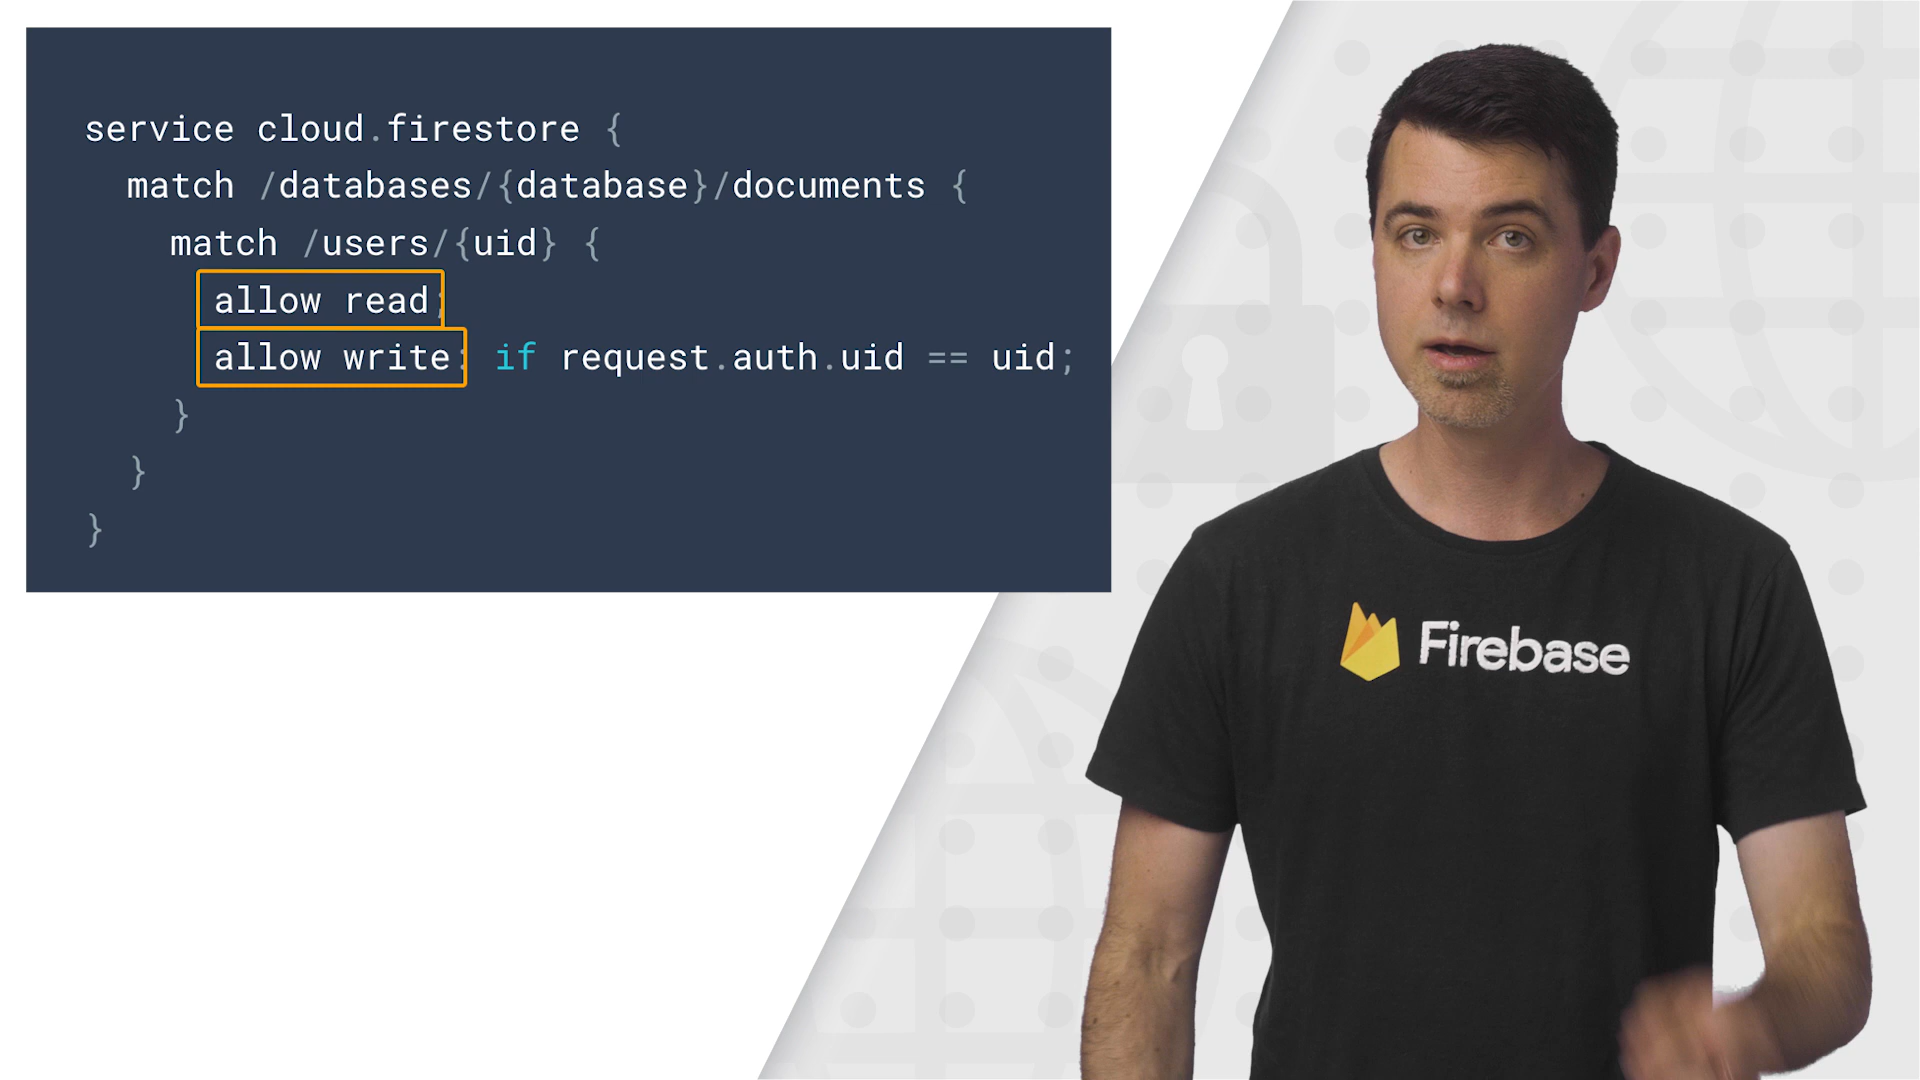 service cloud.firestore {
match /databases/{database}/documents {
match /users/{uid} {
allow read;
allow write: if request.auth.uid == uid;
}
}
}
Firebase